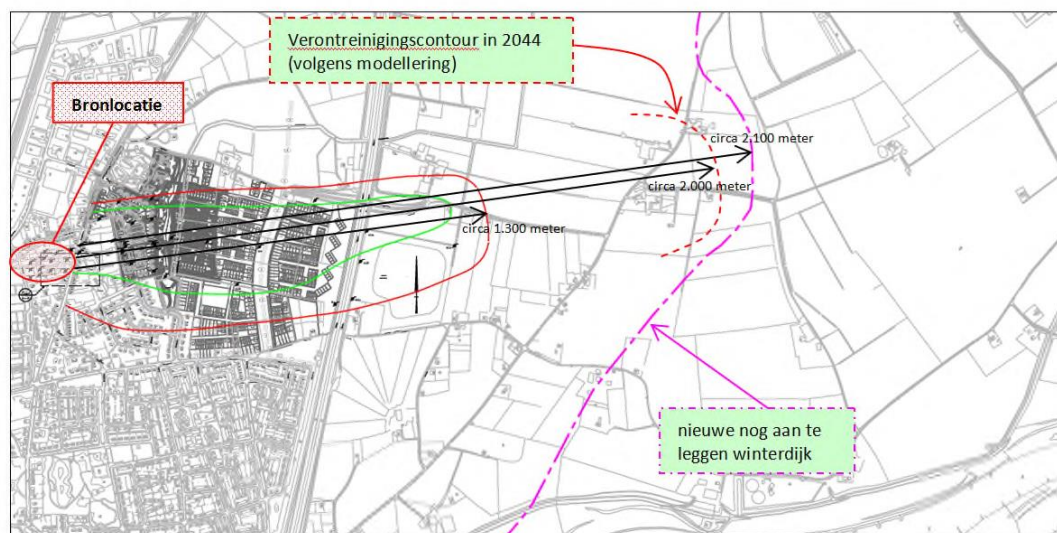 Verontreinigingscontour in 2044
(volgens modellering)
Bronlocatie
circa 2.100 meter
circa 2.000 meter
circa 1.300 meter
nieuwe nog aan te
leggen winterdijk